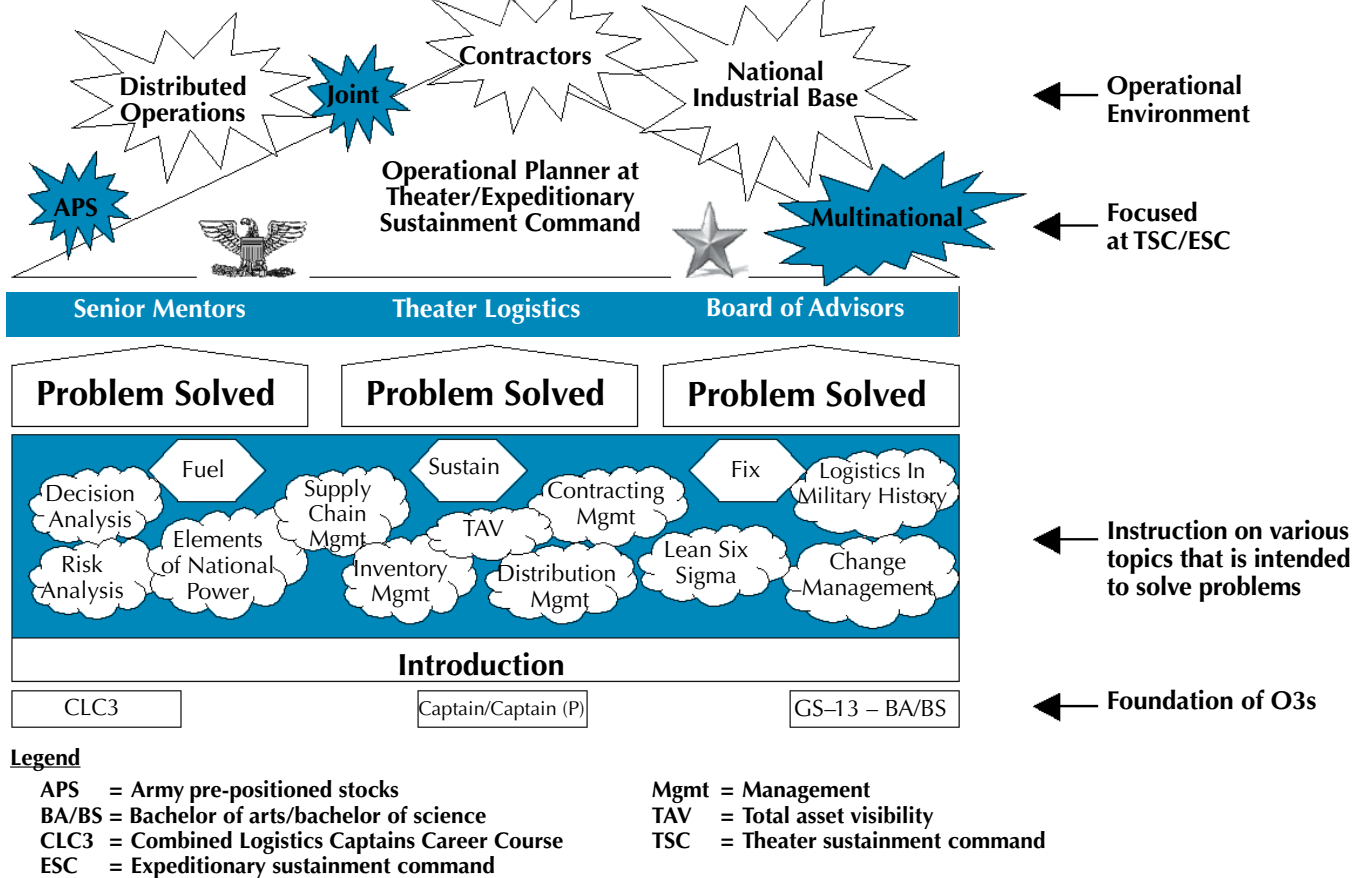 Distributed
Operations
Joint
Contractors
National
Industrial Base
Operational
Environment
APS
Operational Planner at
Theater/Expeditionary
Sustainment Command
Multinational
Focused
at TSC/ESC
Senior Mentors
Theater Logistics
Board of Advisors
Problem Solved
Problem Solved
Problem Solved
Fuel
Sustain
Fix
Decision
Analysis
Risk
Analysis
Elements
of National
Power
Supply
Chain
Mgmt
Inventory
Mgmt
TAV
Contracting
Mgmt
Distribution
Mgmt
Lean Six
Sigma
Logistics In
Military History
Change
Management
Instruction on various
topics that is intended
to solve problems
Introduction
CLC3
Captain/Captain (P)
GS–13 – BA/BS
Foundation of O3s
Legend
APS = Army pre-positioned stocks
BA/BS = Bachelor of arts/bachelor of science
CLC3 = Combined Logistics Captains Career Course
ESC = Expeditionary sustainment command
Mgmt = Management
TAV = Total asset visibility
TSC = Theater sustainment command